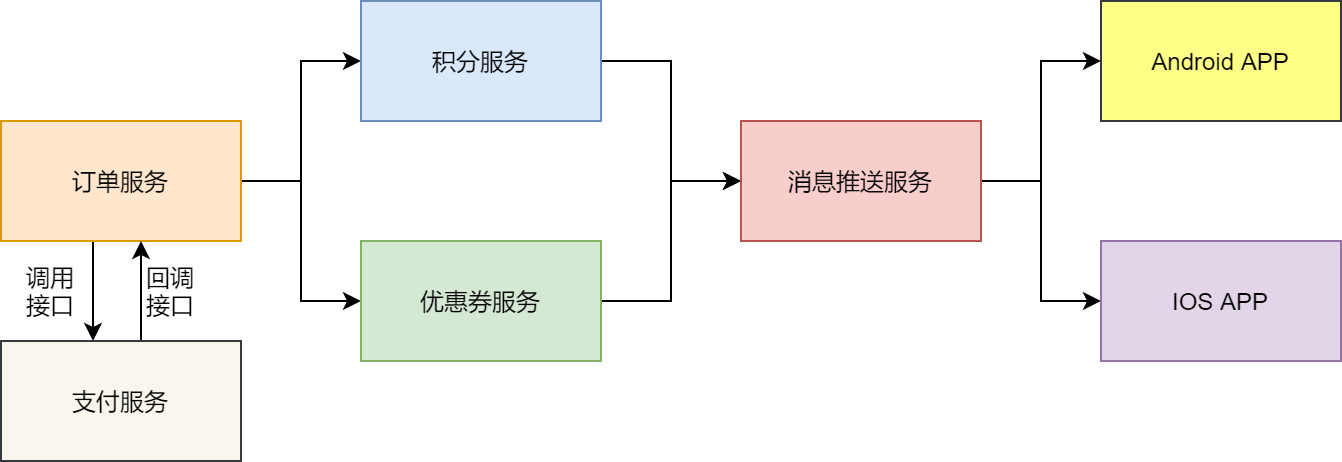 积分服务
Android APP
订单服务
消息推送服务
调用
接口
回调
接口
优惠券服务
IOS APP
支付服务